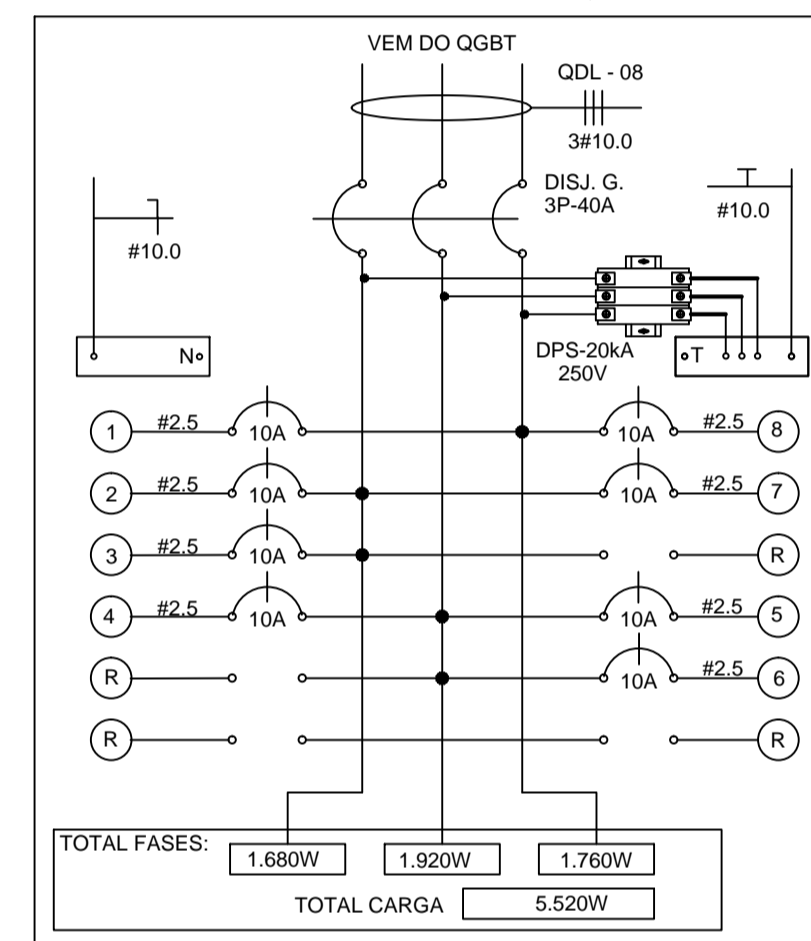 VEM DO QGBT
QDL - 08
3#10.0
DISJ. G.
3P-40A
#10.0
#10.0
N
DPS-20kA
250V
T
1 #2.5 10A 10A #2.5 8
2 #2.5 10A 10A #2.5 7
3 #2.5 10A R
4 #2.5 10A 10A #2.5 5
R 10A #2.5 6
R R
TOTAL FASES: 1.680W 1.920W 1.760W
TOTAL CARGA 5.520W